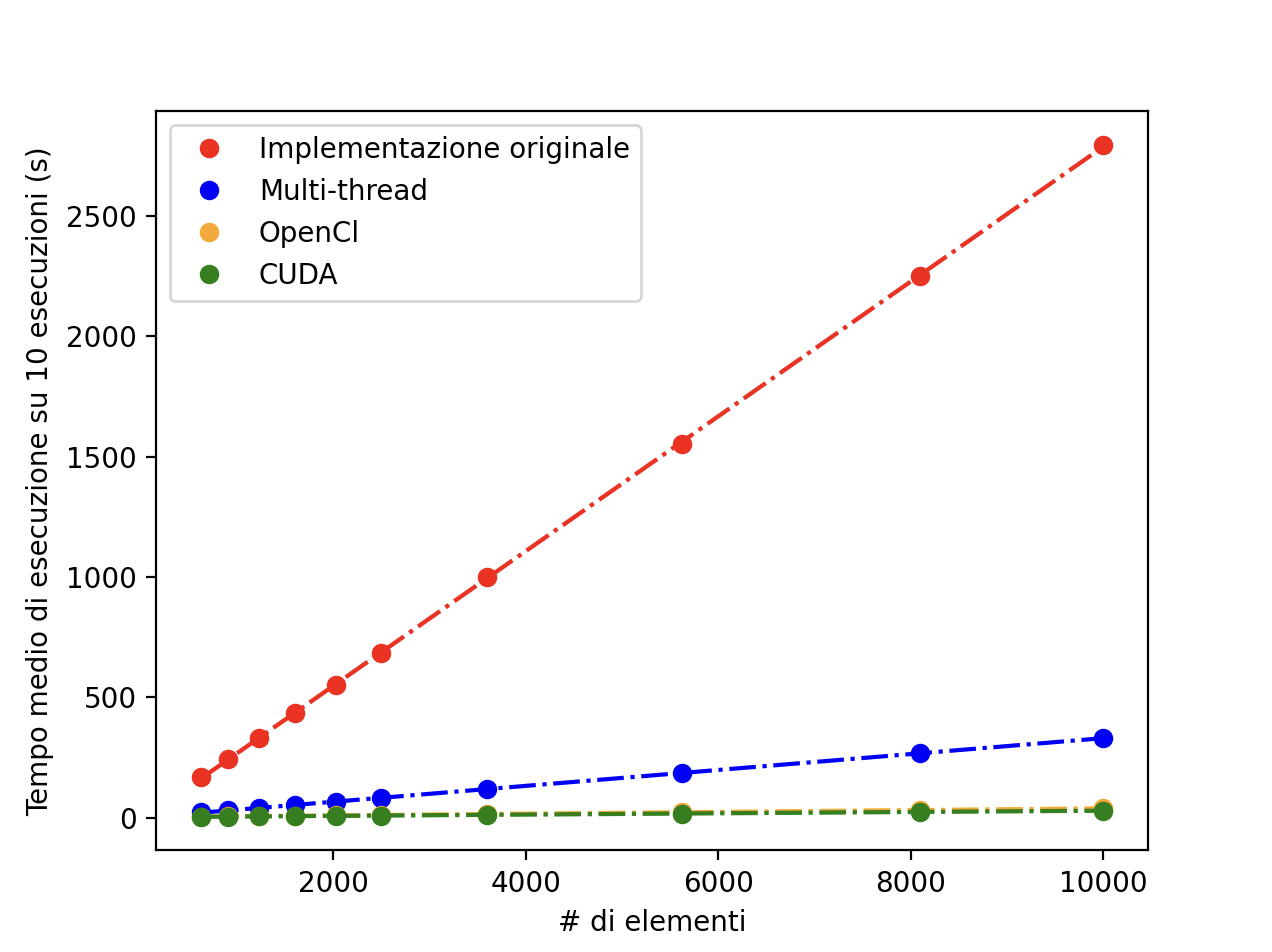 Implementazione originale
Multi-thread
OpenCl
CUDA
Tempo medio di esecuzione su 10 esecuzioni (s)
2500
2000
1500
1000
500
0
2000 4000 6000 8000 10000
# di elementi